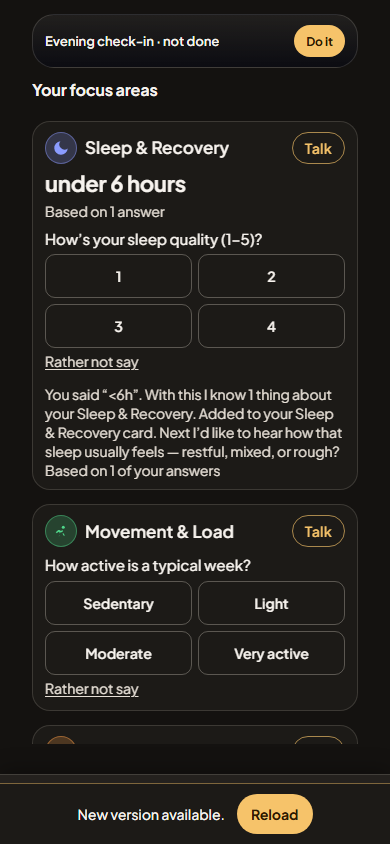 Evening check-in · not done
Do it
Your focus areas
Sleep & Recovery
Talk
under 6 hours
Based on 1 answer
How’s your sleep quality (1–5)?
1
2
3
4
Rather not say
You said “<6h”. With this I know 1 thing about
your Sleep & Recovery. Added to your Sleep
& Recovery card. Next I’d like to hear how that
sleep usually feels — restful, mixed, or rough?
Based on 1 of your answers
Movement & Load
Talk
How active is a typical week?
Sedentary
Light
Moderate
Very active
Rather not say
New version available.
Reload